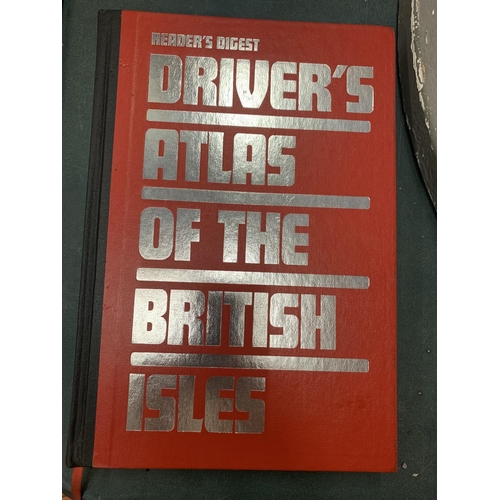 READER'S DIGEST
DRIVER'S
ATLAS
OF THE
BRITISH
ISLES